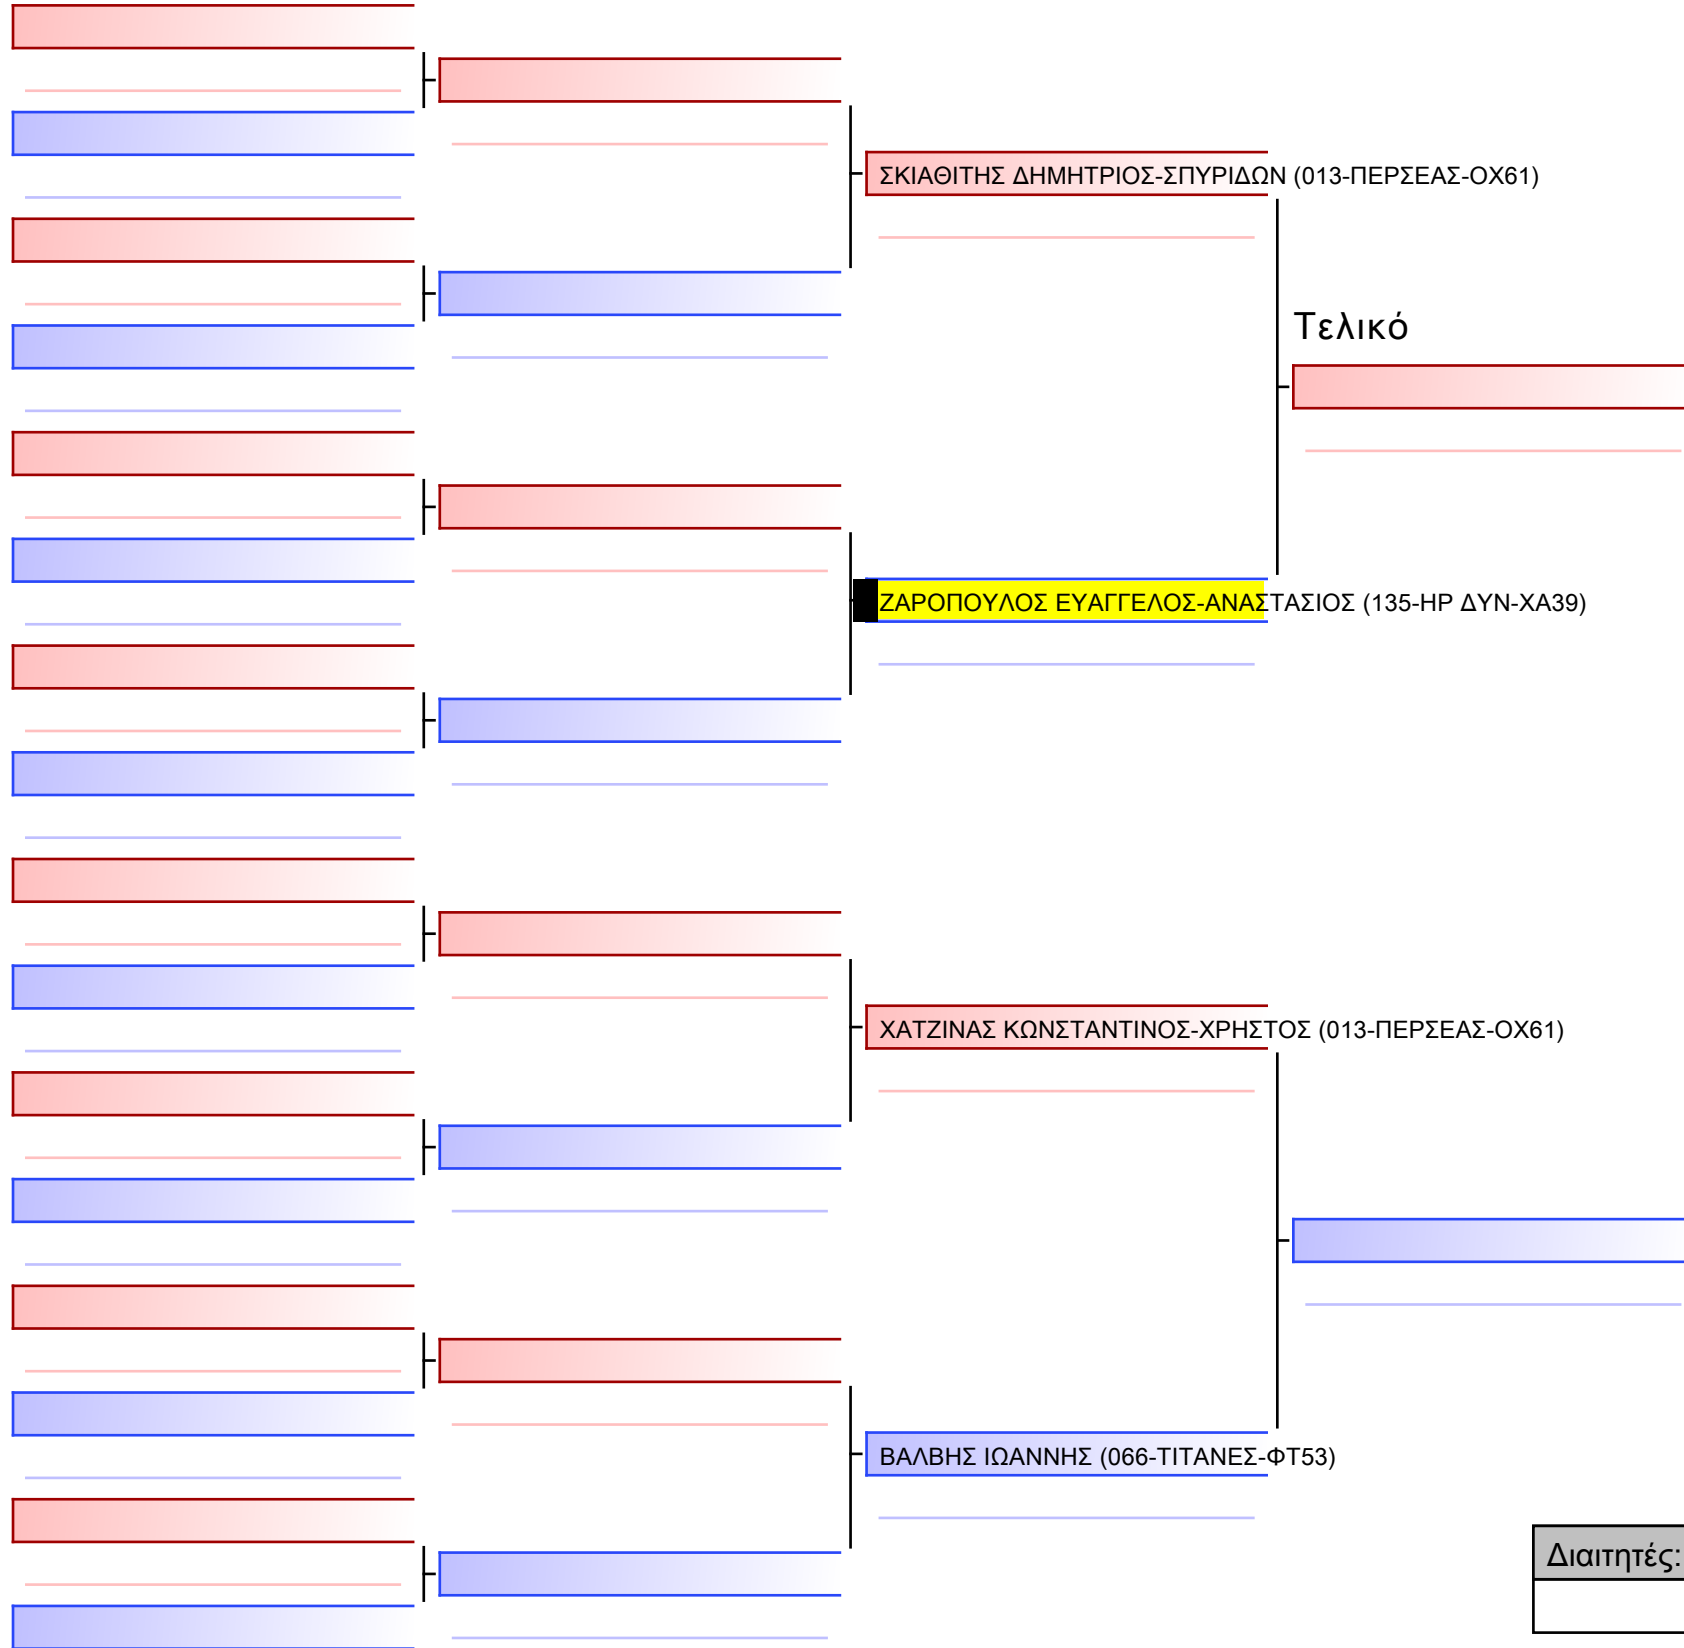 ΣΚΙΑΘΙΤΗΣ ΔΗΜΗΤΡΙΟΣ-ΣΠΥΡΙΔΩΝ (013-ΠΕΡΣΕΑΣ-ΟΧ61)
Τελικό
ΖΑΡΟΠΟΥΛΟΣ ΕΥΑΓΓΕΛΟΣ-ΑΝΑΣΤΑΣΙΟΣ (135-ΗΡ ΔΥΝ-ΧΑ39)
ΧΑΤΖΙΝΑΣ ΚΩΝΣΤΑΝΤΙΝΟΣ-ΧΡΗΣΤΟΣ (013-ΠΕΡΣΕΑΣ-ΟΧ61)
ΒΑΛΒΗΣ ΙΩΑΝΝΗΣ (066-ΤΙΤΑΝΕΣ-ΦΤ53)
Διαιτητές: